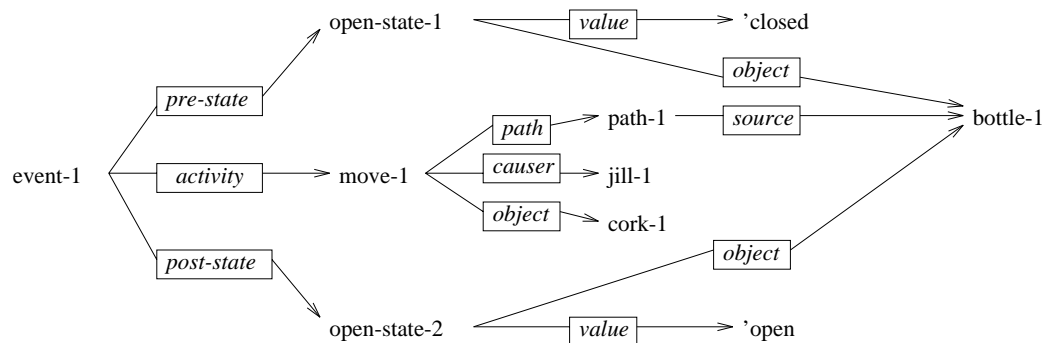 open-state-1 value 'closed
object
pre-state
path path-1 source bottle-1
event-1 activity move-1 causer jill-1
object cork-1
post-state object
open-state-2 value 'open